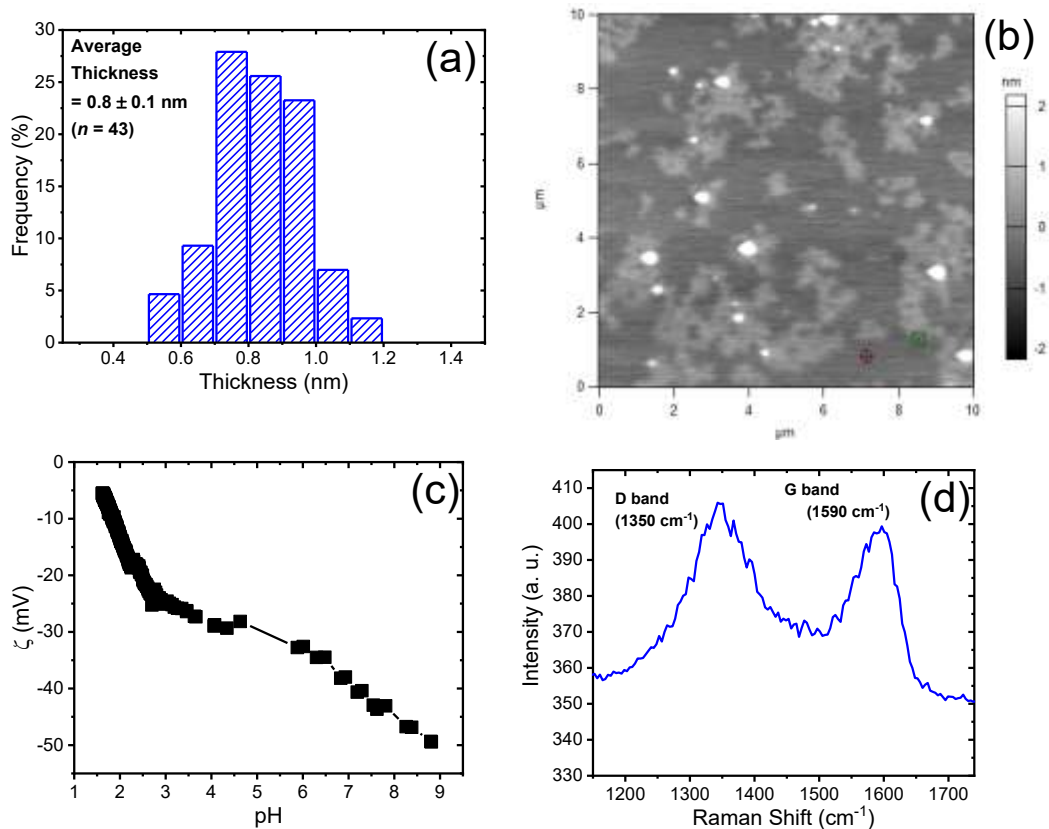 (a)
Average
Thickness
= 0.8 ± 0.1 nm
(n = 43)
Frequency (%)
30
25
20
15
10
5
0
0.4 0.6 0.8 1.0 1.2 1.4
Thickness (nm)
(b)
10
8
6
4
2
0
µm
0 2 4 6 8 10
µm
nm
2
1
0
-1
-2
(c)
0
-10
-20
-30
-40
-50
ζ (mV)
1 2 3 4 5 6 7 8 9
pH
(d)
D band
(1350 cm⁻¹)
G band
(1590 cm⁻¹)
410
400
390
380
370
360
350
340
330
Intensity (a. u.)
1200 1300 1400 1500 1600 1700
Raman Shift (cm⁻¹)